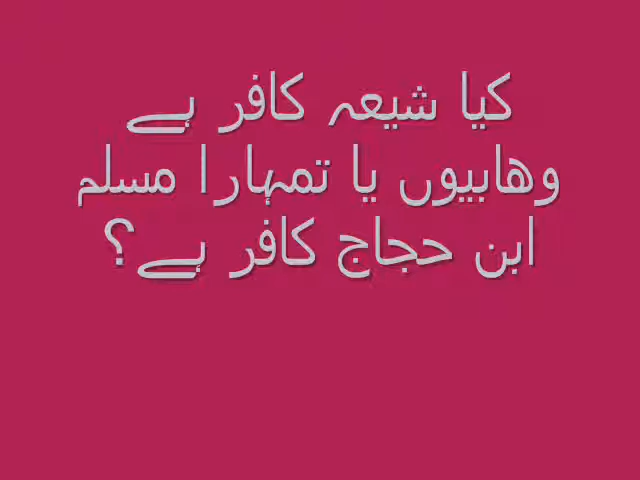 کیا شیعہ کافر ہے
وھابیوں یا تمہارا مسلم
ابن حجاج کافر ہے؟